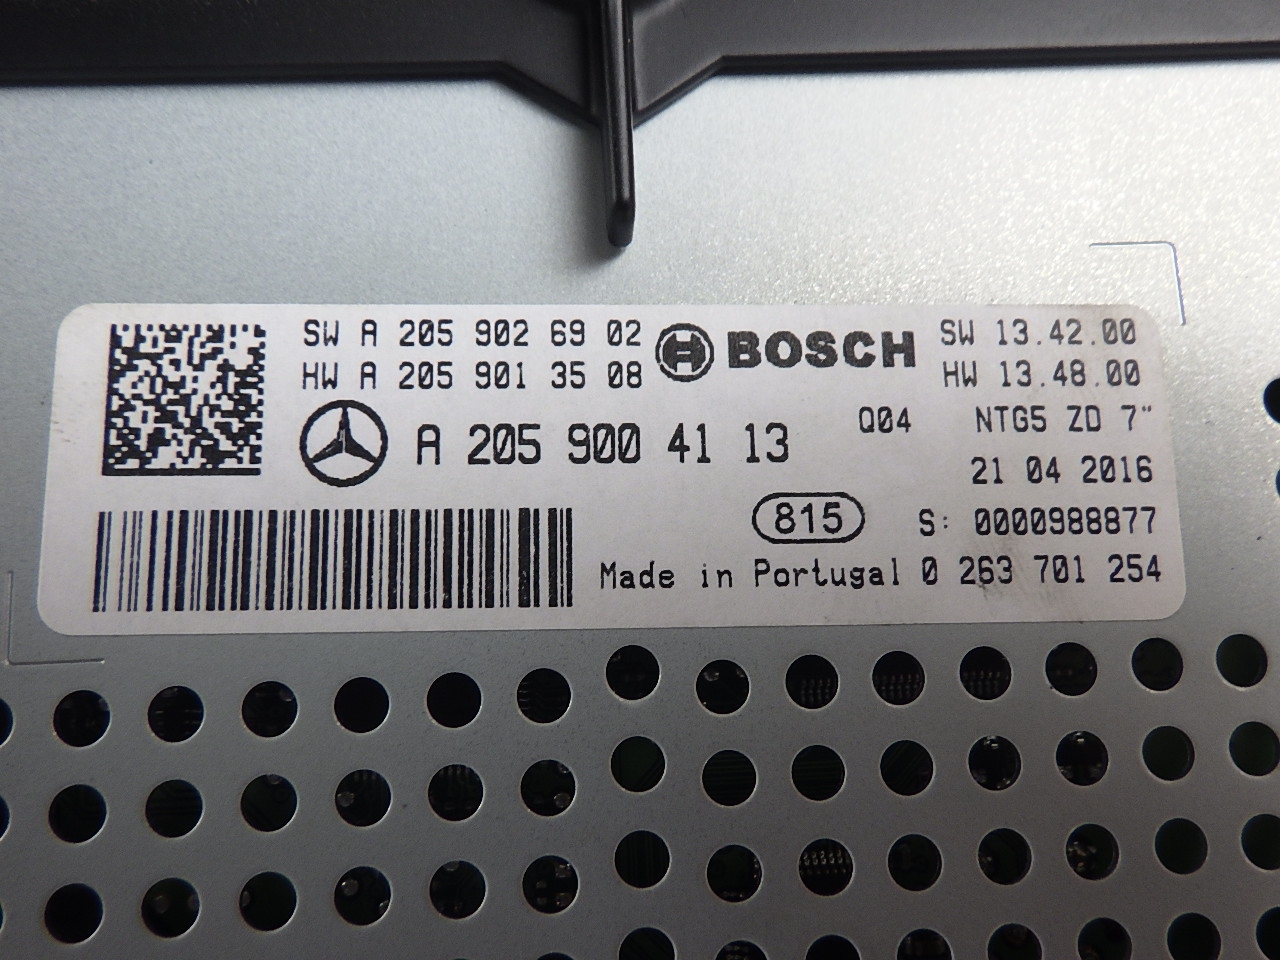 SW A 205 902 69 02
HW A 205 901 35 08
BOSCH
SW 13.42.00
HW 13.48.00
A 205 900 41 13
Q04 NTG5 ZD 7"
21 04 2016
815
S: 0000988877
Made in Portugal 0 263 701 254